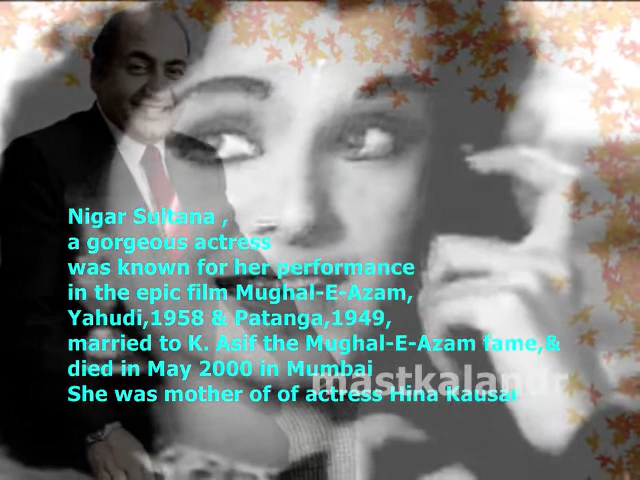 Nigar Sultana ,
a gorgeous actress
was known for her performance
in the epic film Mughal-E-Azam,
Yahudi,1958 & Patanga,1949,
married to K. Asif the Mughal-E-Azam fame,&
died in May 2000 in Mumbai
mastkalandr
She was mother of of actress Hina Kausar